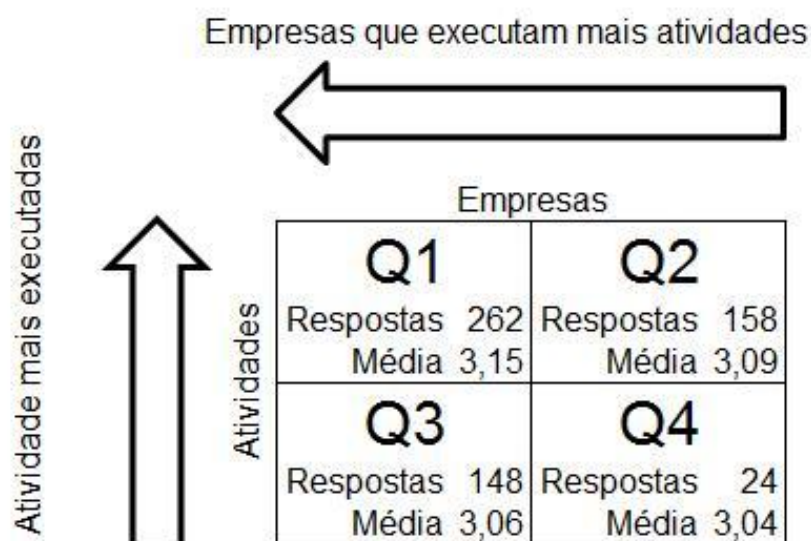 Empresas que executam mais atividades
Atividade mais executadas
Empresas
Atividades
Q1
Respostas 262
Média 3,15
Q2
Respostas 158
Média 3,09
Q3
Respostas 148
Média 3,06
Q4
Respostas 24
Média 3,04